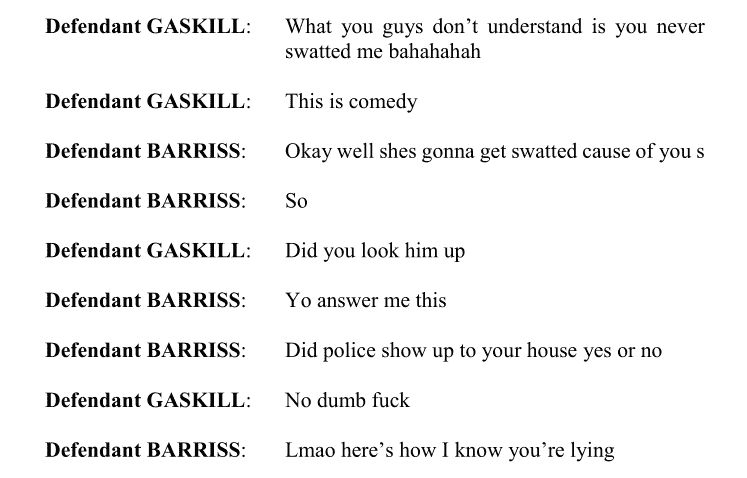 Defendant GASKILL: What you guys don’t understand is you never
swatted me bahahahah
Defendant GASKILL: This is comedy
Defendant BARRISS: Okay well shes gonna get swatted cause of you s
Defendant BARRISS: So
Defendant GASKILL: Did you look him up
Defendant BARRISS: Yo answer me this
Defendant BARRISS: Did police show up to your house yes or no
Defendant GASKILL: No dumb fuck
Defendant BARRISS: Lmao here’s how I know you’re lying